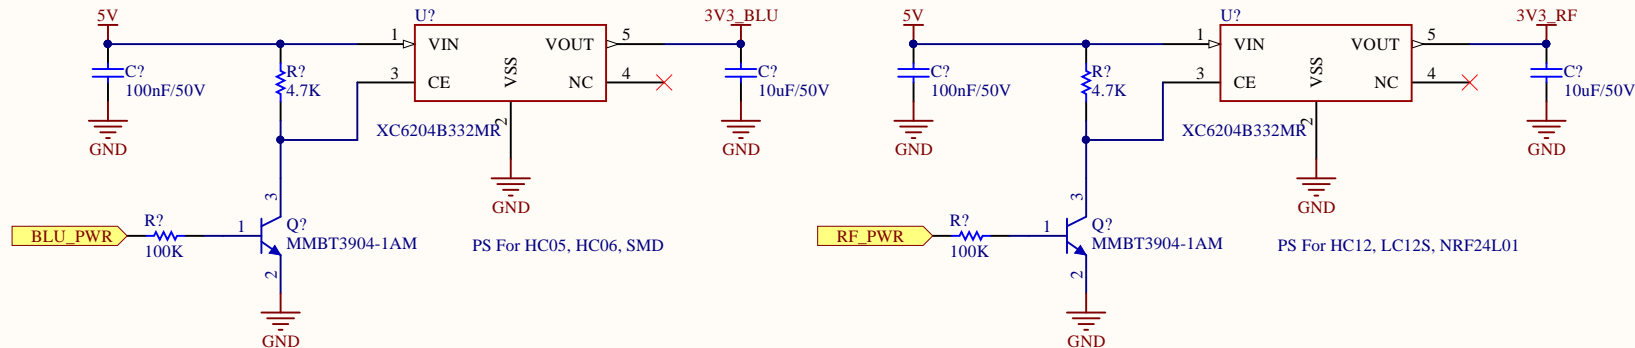 5V
U?
3V3_BLU
1
VIN
VOUT
5
C?
100nF/50V
R?
4.7K
3
CE
VSS
NC
4
C?
10uF/50V
2
XC6204B332MR
GND
GND
GND
3
BLU_PWR
R?
100K
1
Q?
MMBT3904-1AM
2
PS For HC05, HC06, SMD
GND
5V
U?
3V3_RF
1
VIN
VOUT
5
C?
100nF/50V
R?
4.7K
3
CE
VSS
NC
4
C?
10uF/50V
2
XC6204B332MR
GND
GND
GND
3
RF_PWR
R?
100K
1
Q?
MMBT3904-1AM
2
PS For HC12, LC12S, NRF24L01
GND